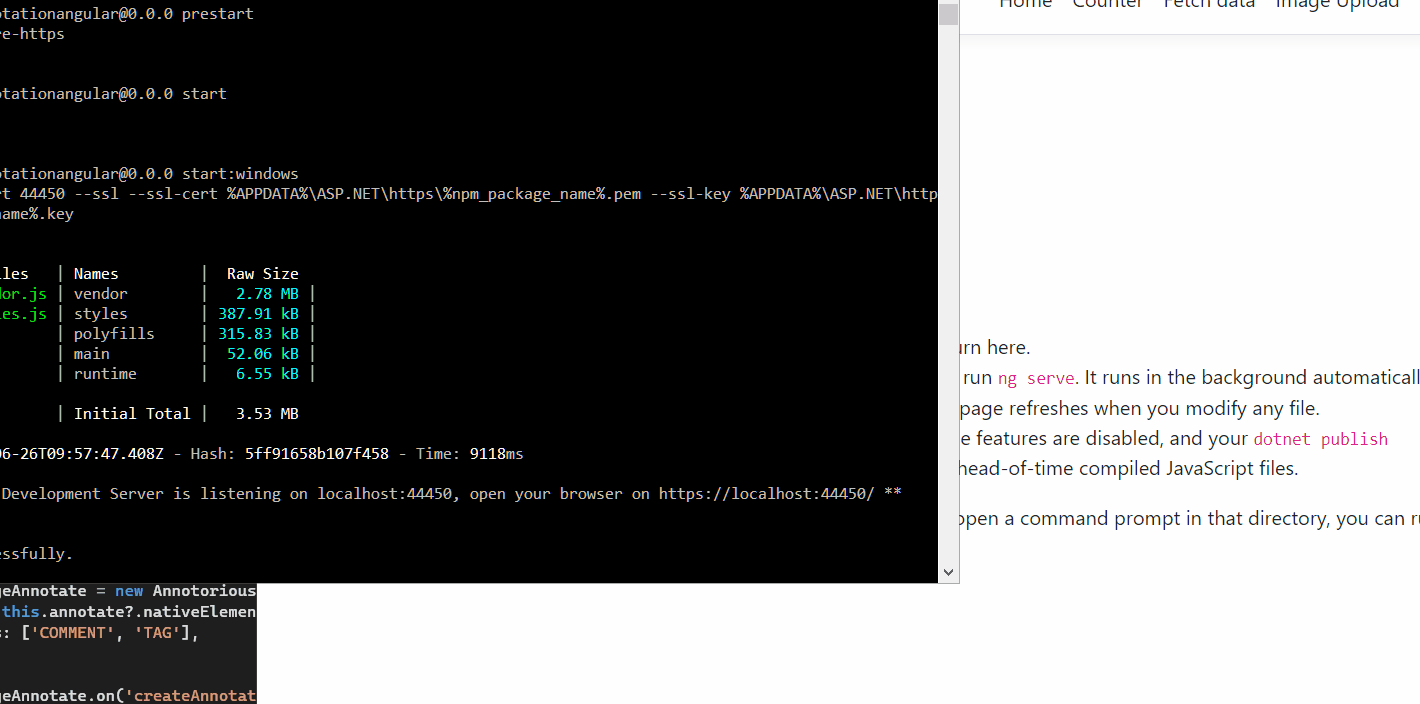 otationangular@0.0.0 prestart
re-https
otationangular@0.0.0 start
otationangular@0.0.0 start:windows
rt 44450 --ssl --ssl-cert %APPDATA%\ASP.NET\https\%npm_package_name%.pem --ssl-key %APPDATA%\ASP.NET\http
name%.key
les | Names | Raw Size
dor.js | vendor | 2.78 MB |
les.js | styles | 387.91 kB |
| polyfills | 315.83 kB |
| main | 52.06 kB |
| runtime | 6.55 kB |
| Initial Total | 3.53 MB
06-26T09:57:47.408Z - Hash: 5ff91658b107f458 - Time: 9118ms
Development Server is listening on localhost:44450, open your browser on https://localhost:44450/ **
essfully.
Home Counter Fetch data Image Upload
urn here.
run ng serve. It runs in the background automaticall
page refreshes when you modify any file.
e features are disabled, and your dotnet publish
head-of-time compiled JavaScript files.
open a command prompt in that directory, you can ru
geAnnotate = new Annotorious
this.annotate?.nativeElemen
s: ['COMMENT', 'TAG'],
geAnnotate.on('createAnnotat